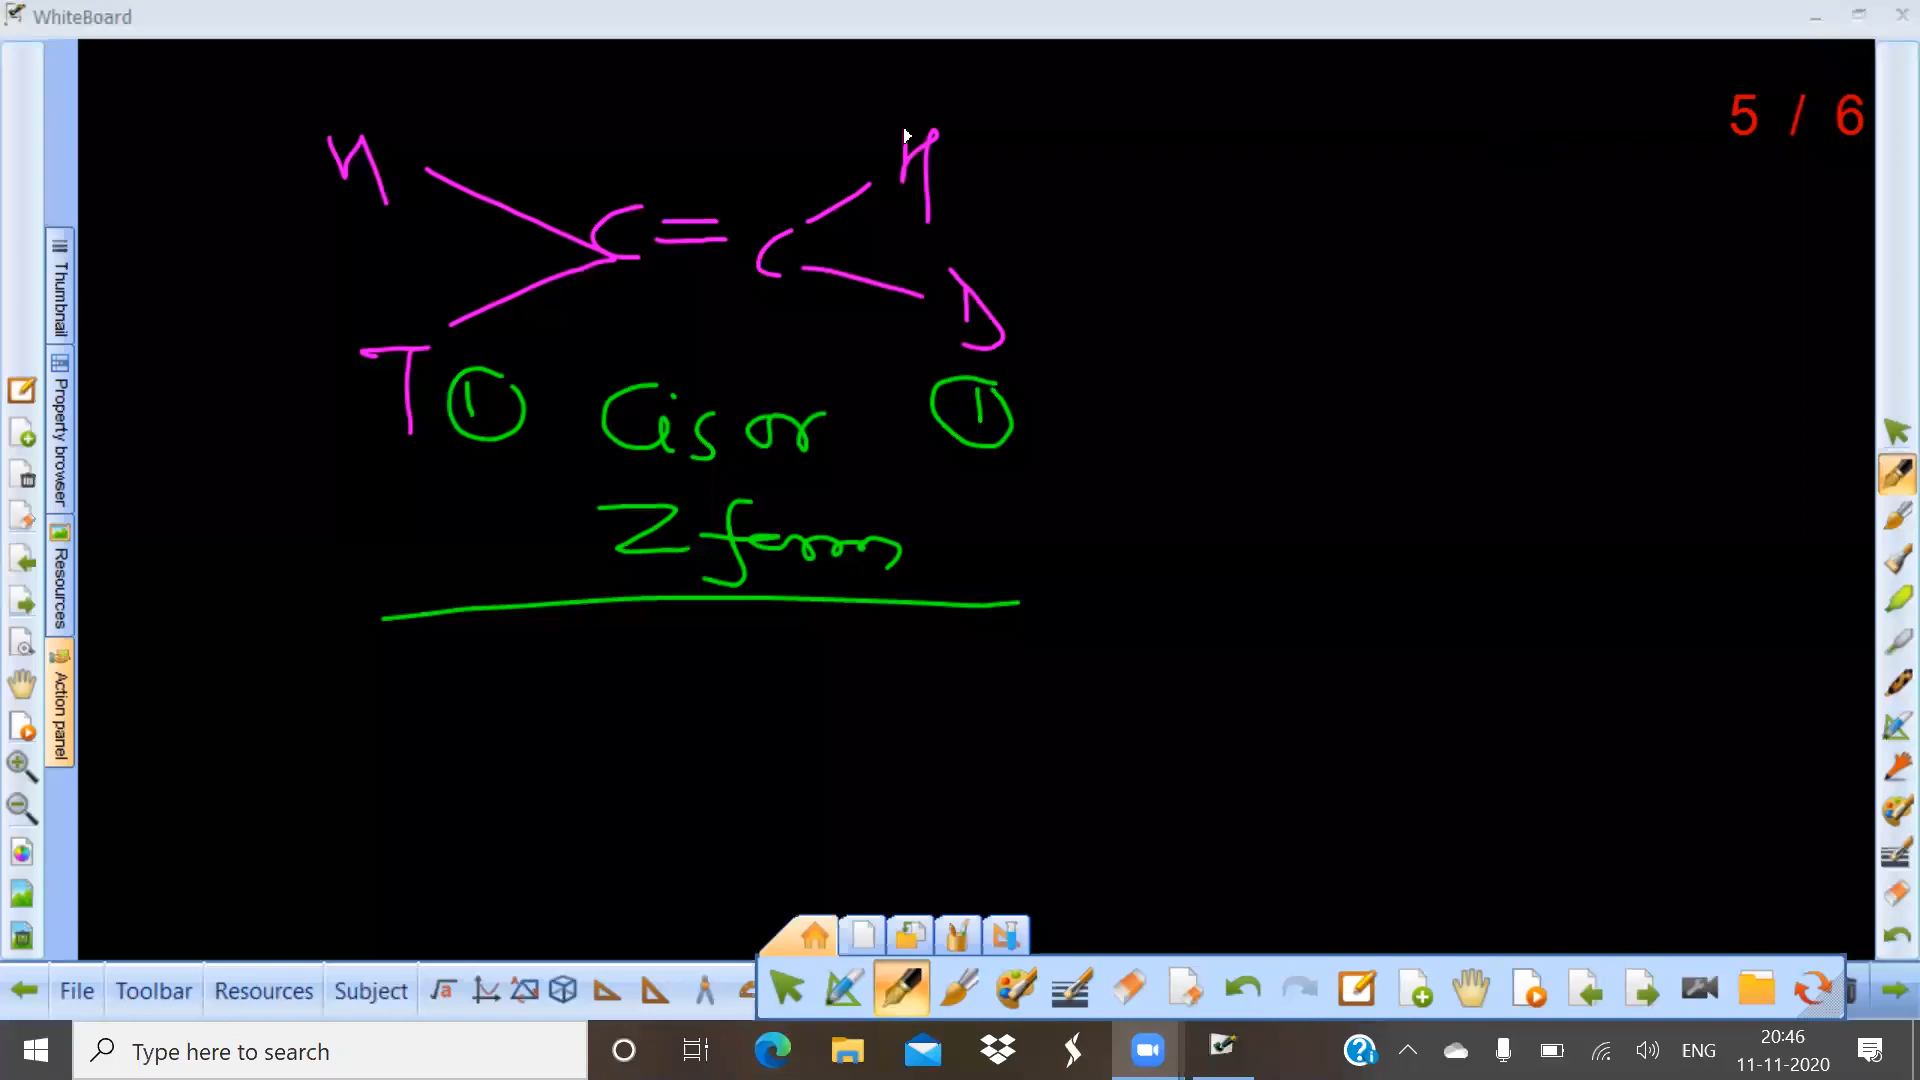 WhiteBoard
5 / 6
H
H
C = C
T
D
1
Cis or
1
Z form
Thumbnail
Property browser
Resources
Action panel
File
Toolbar
Resources
Subject
Type here to search
ENG
20:46
11-11-2020